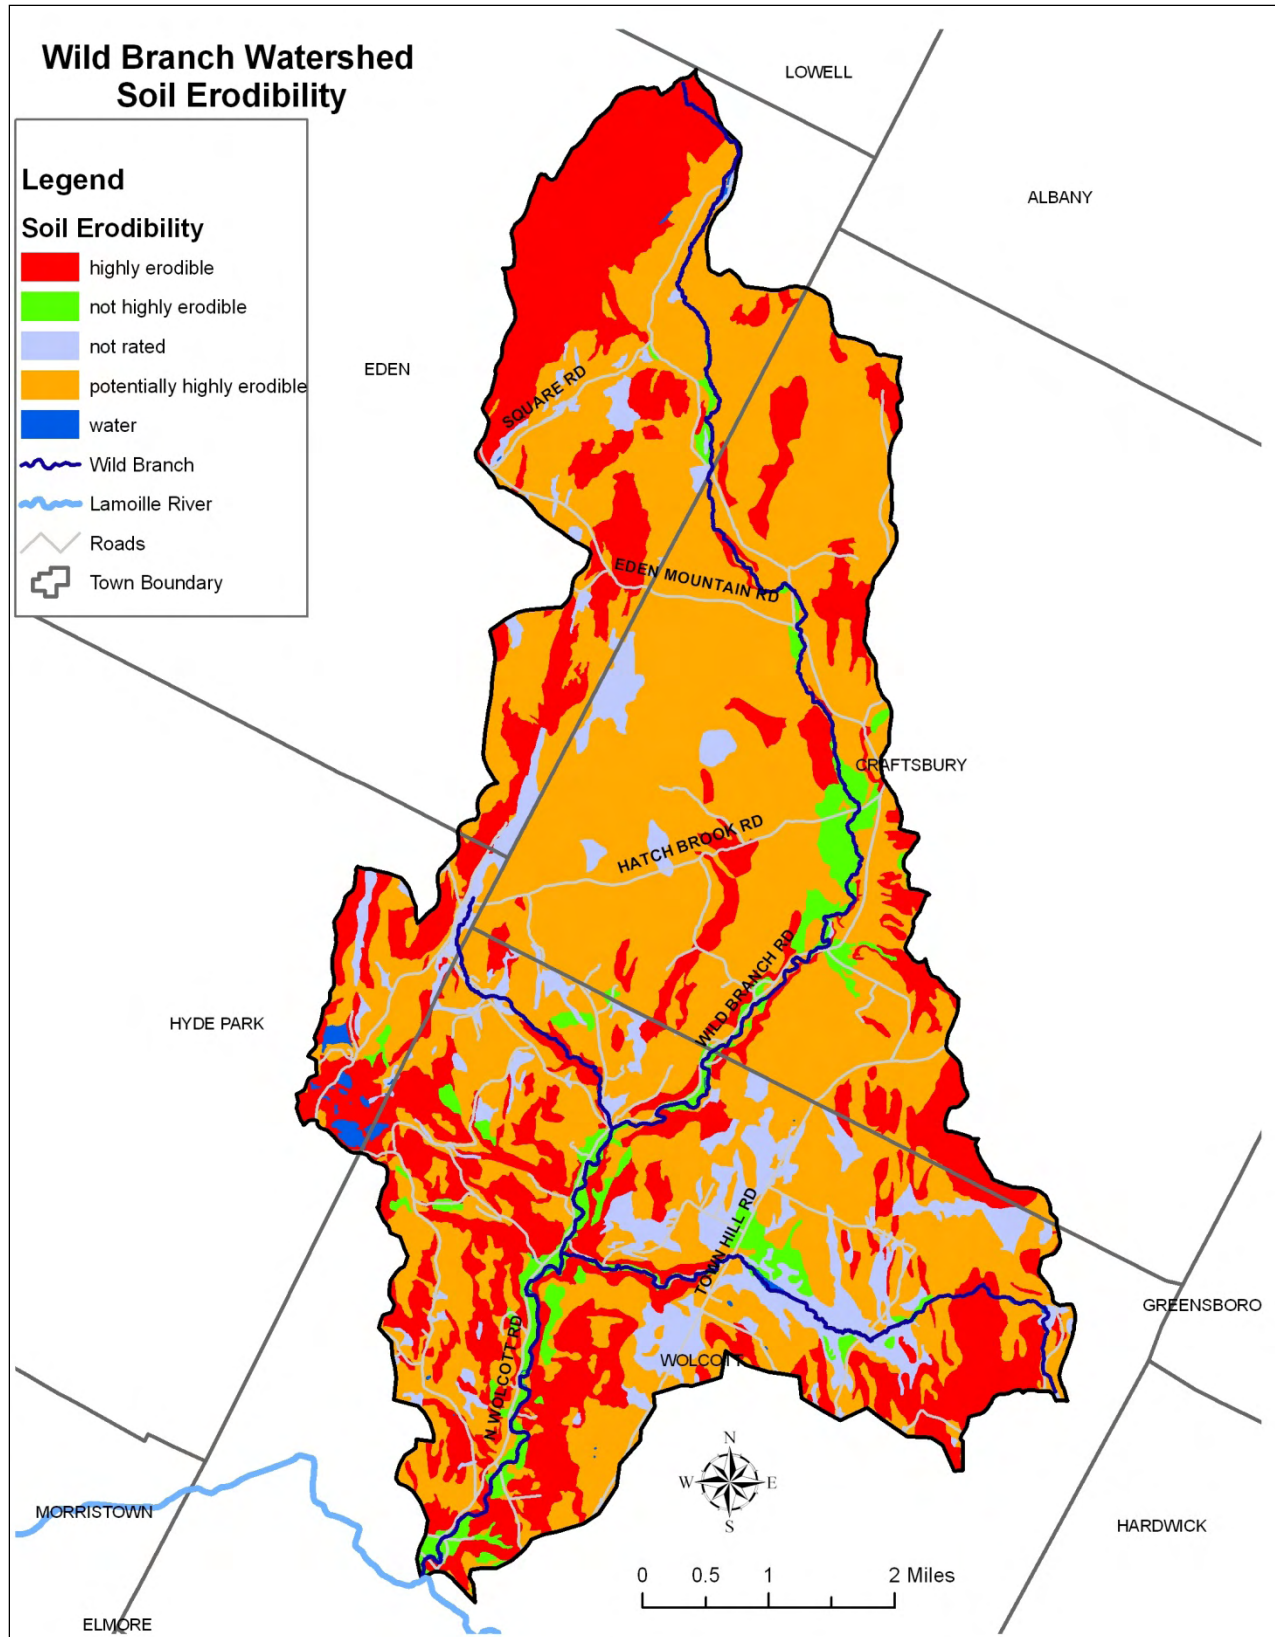 Wild Branch Watershed
Soil Erodibility
Legend
Soil Erodibility
highly erodible
not highly erodible
not rated
potentially highly erodible
water
Wild Branch
Lamoille River
Roads
Town Boundary
LOWELL
ALBANY
EDEN
SQUARE RD
EDEN MOUNTAIN RD
CRAFTSBURY
HATCH BROOK RD
WILD BRANCH RD
HYDE PARK
TOWN HILL RD
GREENSBORO
WOLCOTT
N WOLCOTT RD
N
W E
S
MORRISTOWN
HARDWICK
0 0.5 1 2 Miles
ELMORE